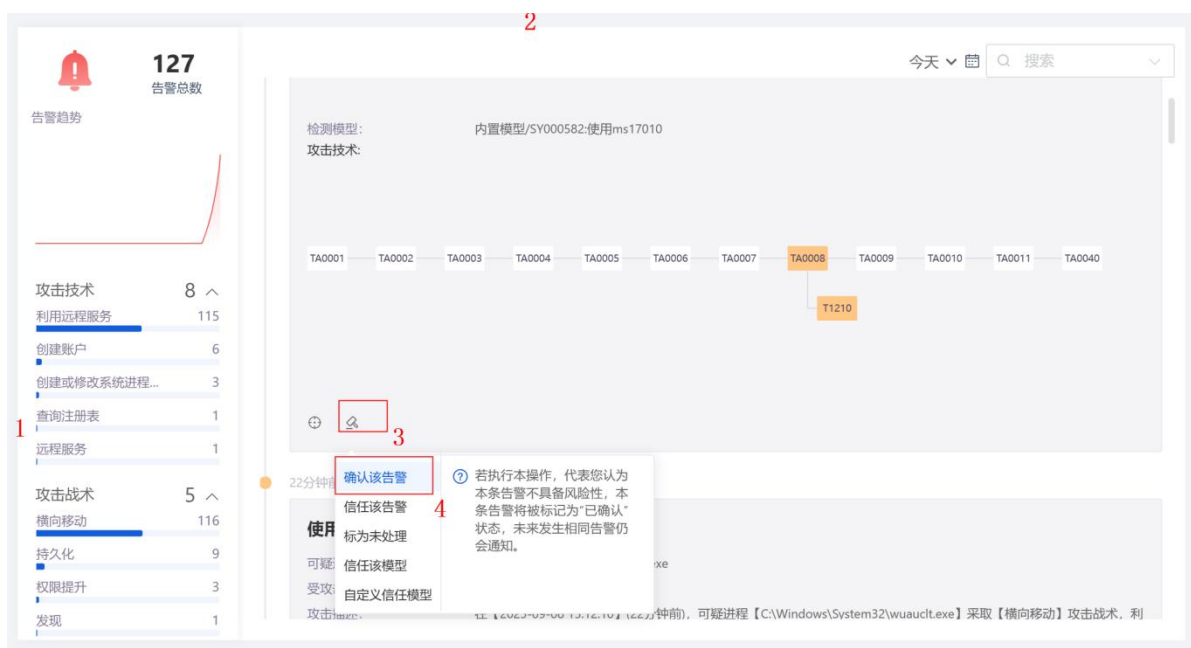 2
127
告警总数
告警趋势
今天
搜索
检测模型:
内置模型/SY000582:使用ms17010
攻击技术:
TA0001 TA0002 TA0003 TA0004 TA0005 TA0006 TA0007 TA0008 TA0009 TA0010 TA0011 TA0040
T1210
攻击技术 8
利用远程服务 115
创建账户 6
创建或修改系统进程... 3
查询注册表 1
1
远程服务 1
攻击战术 5
横向移动 116
持久化 9
权限提升 3
发现 1
3
22分钟前
确认该告警
4
信任该告警
标为未处理
信任该模型
自定义信任模型
若执行本操作，代表您认为
本条告警不具备风险性，本
条告警将被标记为“已确认”
状态，未来发生相同告警仍
会通知。
使用
可疑
xe
受攻
攻击描述:
(22分钟前)，可疑进程【C:\Windows\System32\wuauclt.exe】采取【横向移动】攻击战术，利